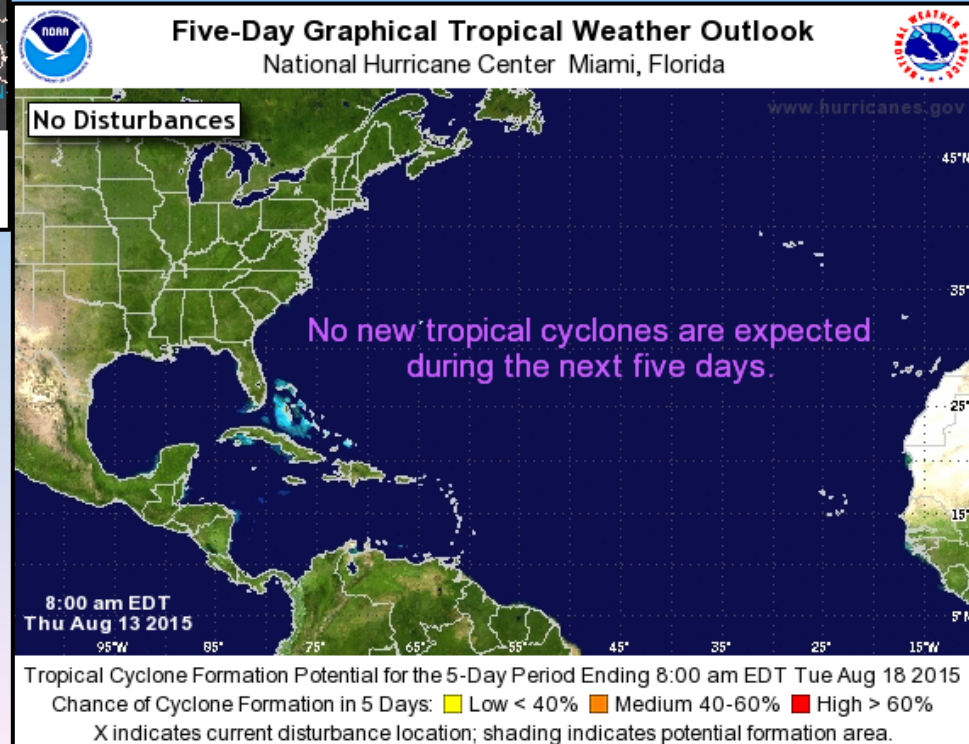 NOAA
Five-Day Graphical Tropical Weather Outlook
National Hurricane Center Miami, Florida
NATIONAL WEATHER SERVICE
No Disturbances
www.hurricanes.gov
45°N
35°
No new tropical cyclones are expected
during the next five days.
25°
15°
8:00 am EDT
Thu Aug 13 2015
5°N
95°W 85° 75° 65° 55° 45° 35° 25° 15°W
Tropical Cyclone Formation Potential for the 5-Day Period Ending 8:00 am EDT Tue Aug 18 2015
Chance of Cyclone Formation in 5 Days: Low < 40% Medium 40-60% High > 60%
X indicates current disturbance location; shading indicates potential formation area.